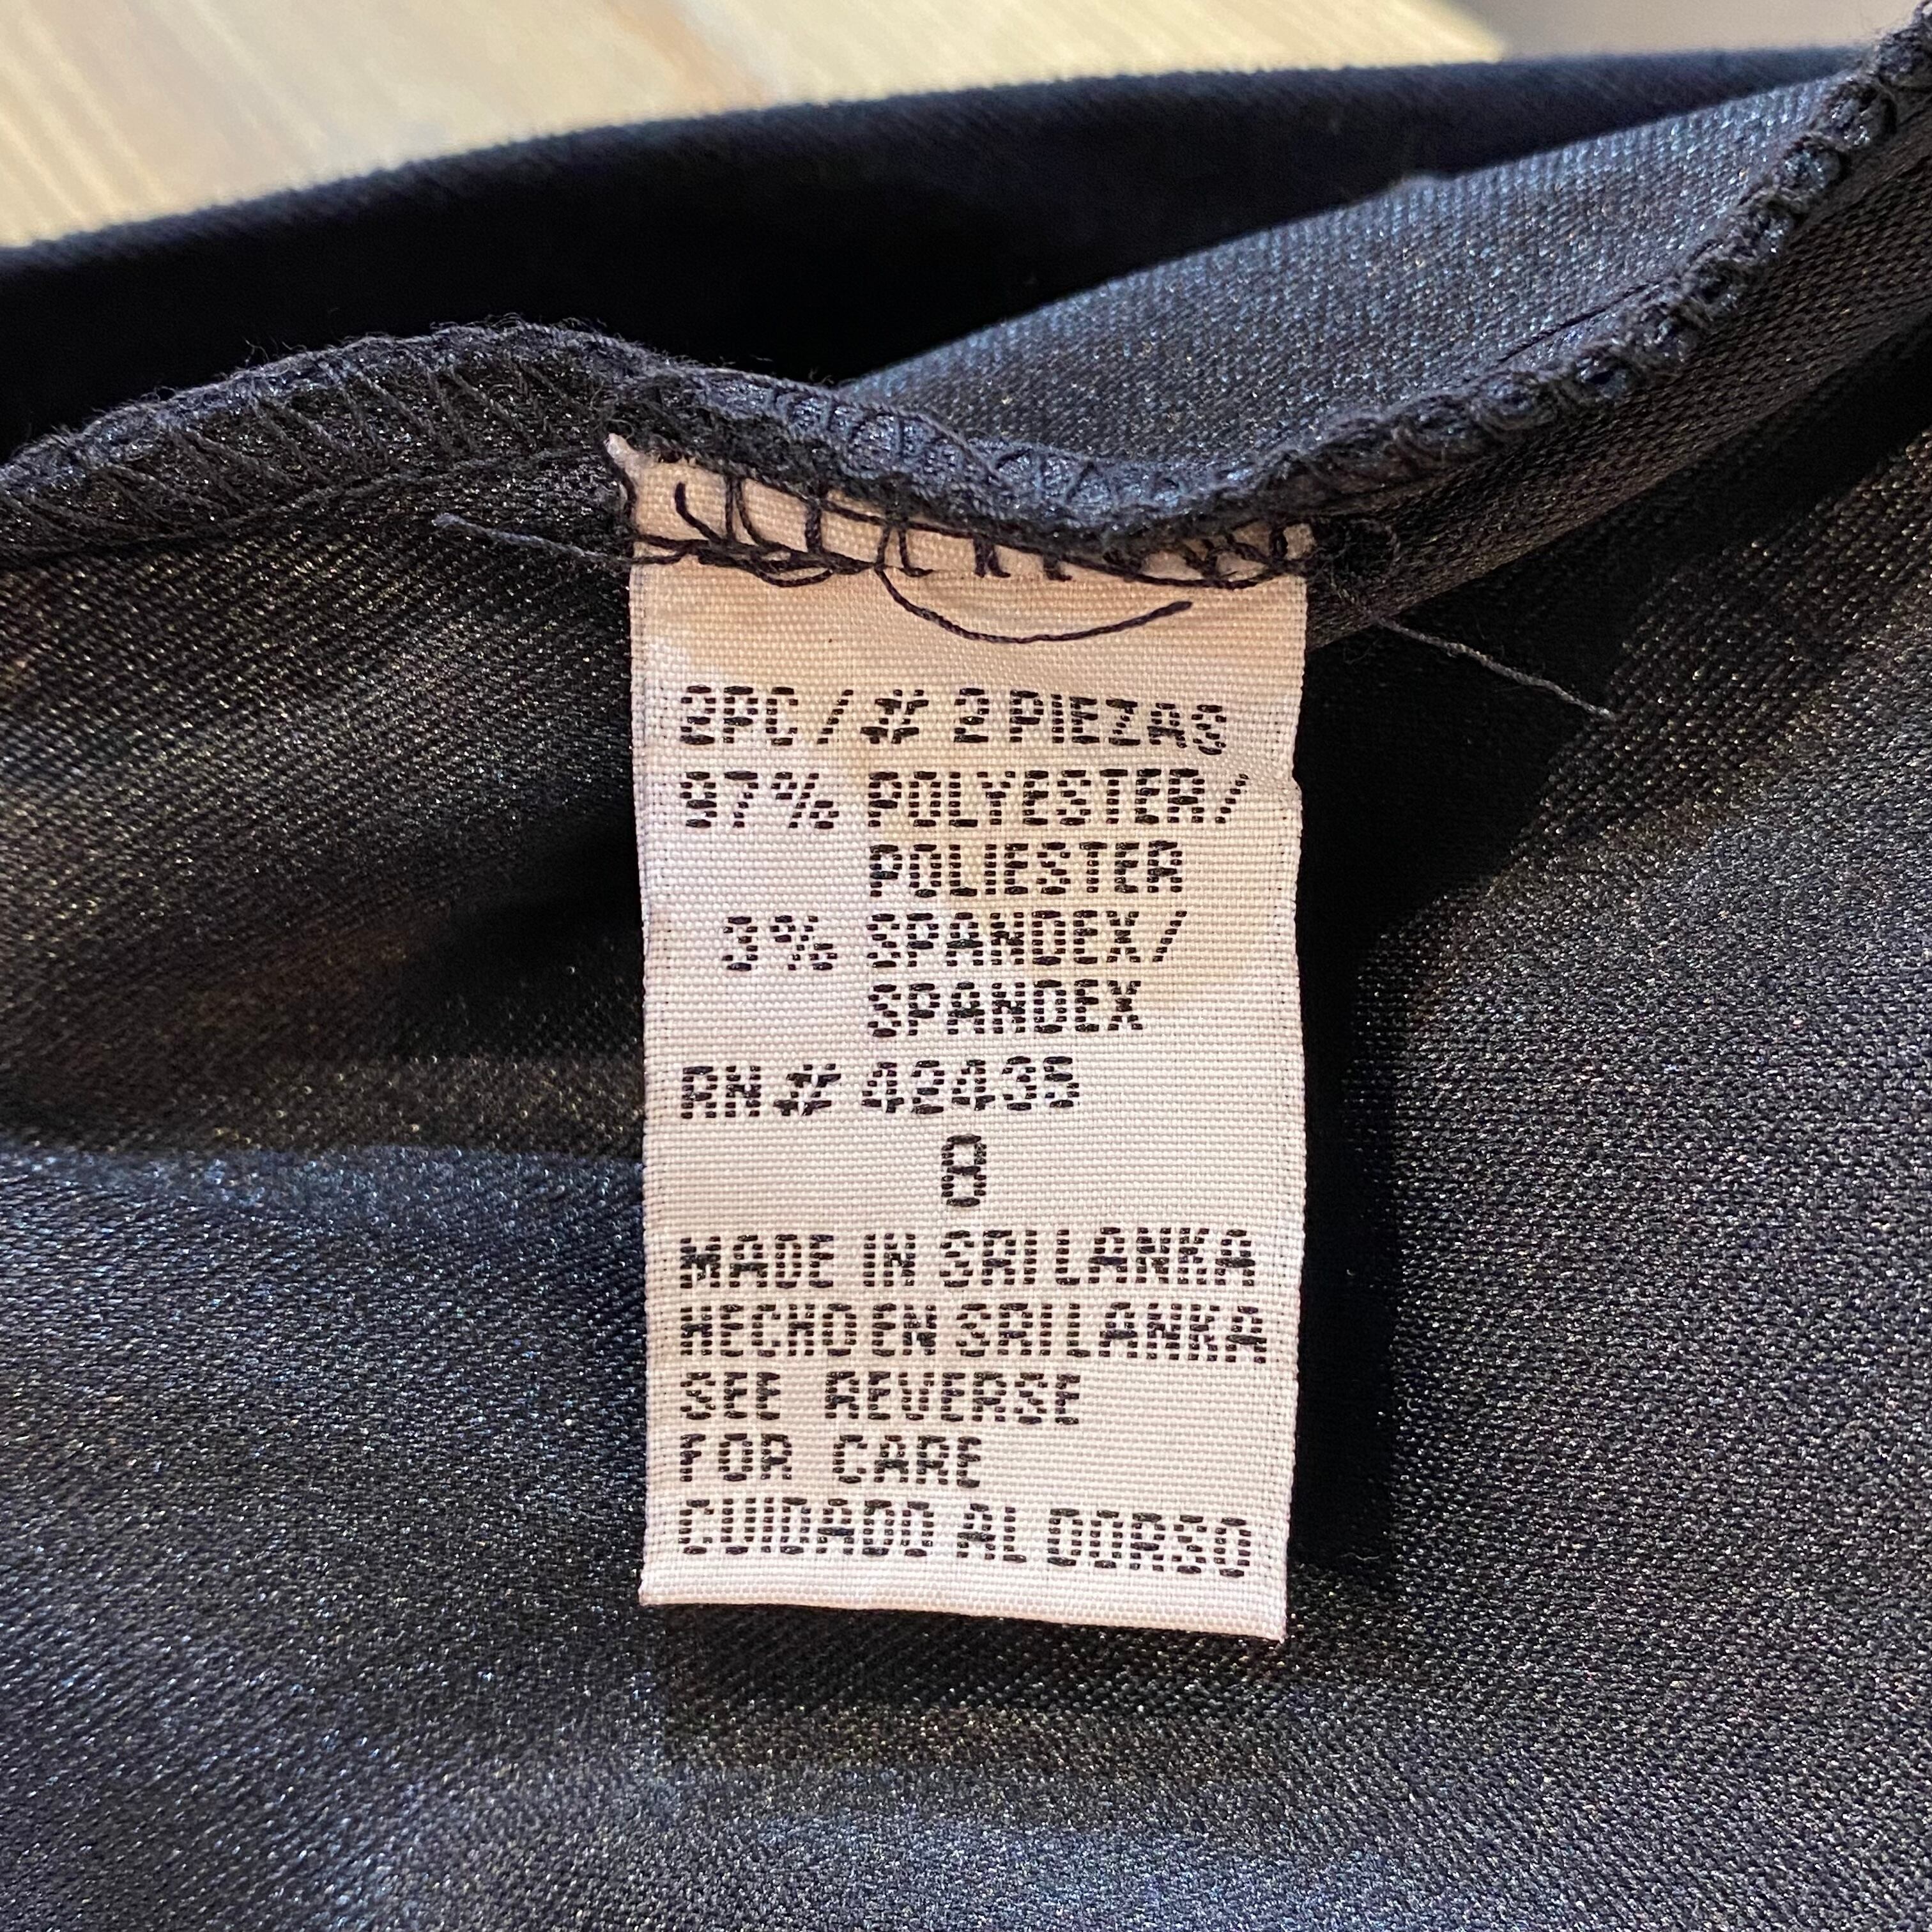 2PC/# 2 PIEZAS
97% POLYESTER/
POLIESTER
3% SPANDEX/
SPANDEX
RN# 42435
8
MADE IN SRI LANKA
HECHO EN SRI LANKA
SEE REVERSE
FOR CARE
CUIDADO AL DORSO